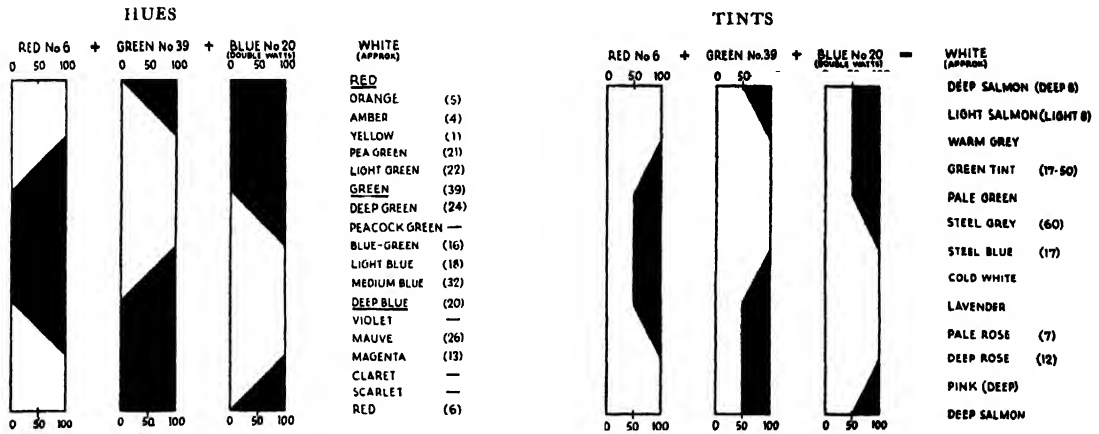 HUES
RED No 6 + GREEN No 39 + BLUE No 20 (DOUBLE WATTS) WHITE (APPROX)
0 50 100 0 50 100 0 50 100
RED
ORANGE (5)
AMBER (4)
YELLOW (1)
PEA GREEN (21)
LIGHT GREEN (22)
GREEN (39)
DEEP GREEN (24)
PEACOCK GREEN —
BLUE-GREEN (16)
LIGHT BLUE (18)
MEDIUM BLUE (32)
DEEP BLUE (20)
VIOLET —
MAUVE (26)
MAGENTA (13)
CLARET —
SCARLET —
RED (6)
0 50 100 0 50 100 0 50 100
TINTS
RED No 6 + GREEN No.39 + BLUE No 20 (DOUBLE WATTS) = WHITE (APPROX)
0 50 100 0 50 100 0 50 100
DEEP SALMON (DEEP 8)
LIGHT SALMON (LIGHT 8)
WARM GREY
GREEN TINT (17-50)
PALE GREEN
STEEL GREY (60)
STEEL BLUE (17)
COLD WHITE
LAVENDER
PALE ROSE (7)
DEEP ROSE (12)
PINK (DEEP)
DEEP SALMON
0 50 100 0 50 100 0 50 100